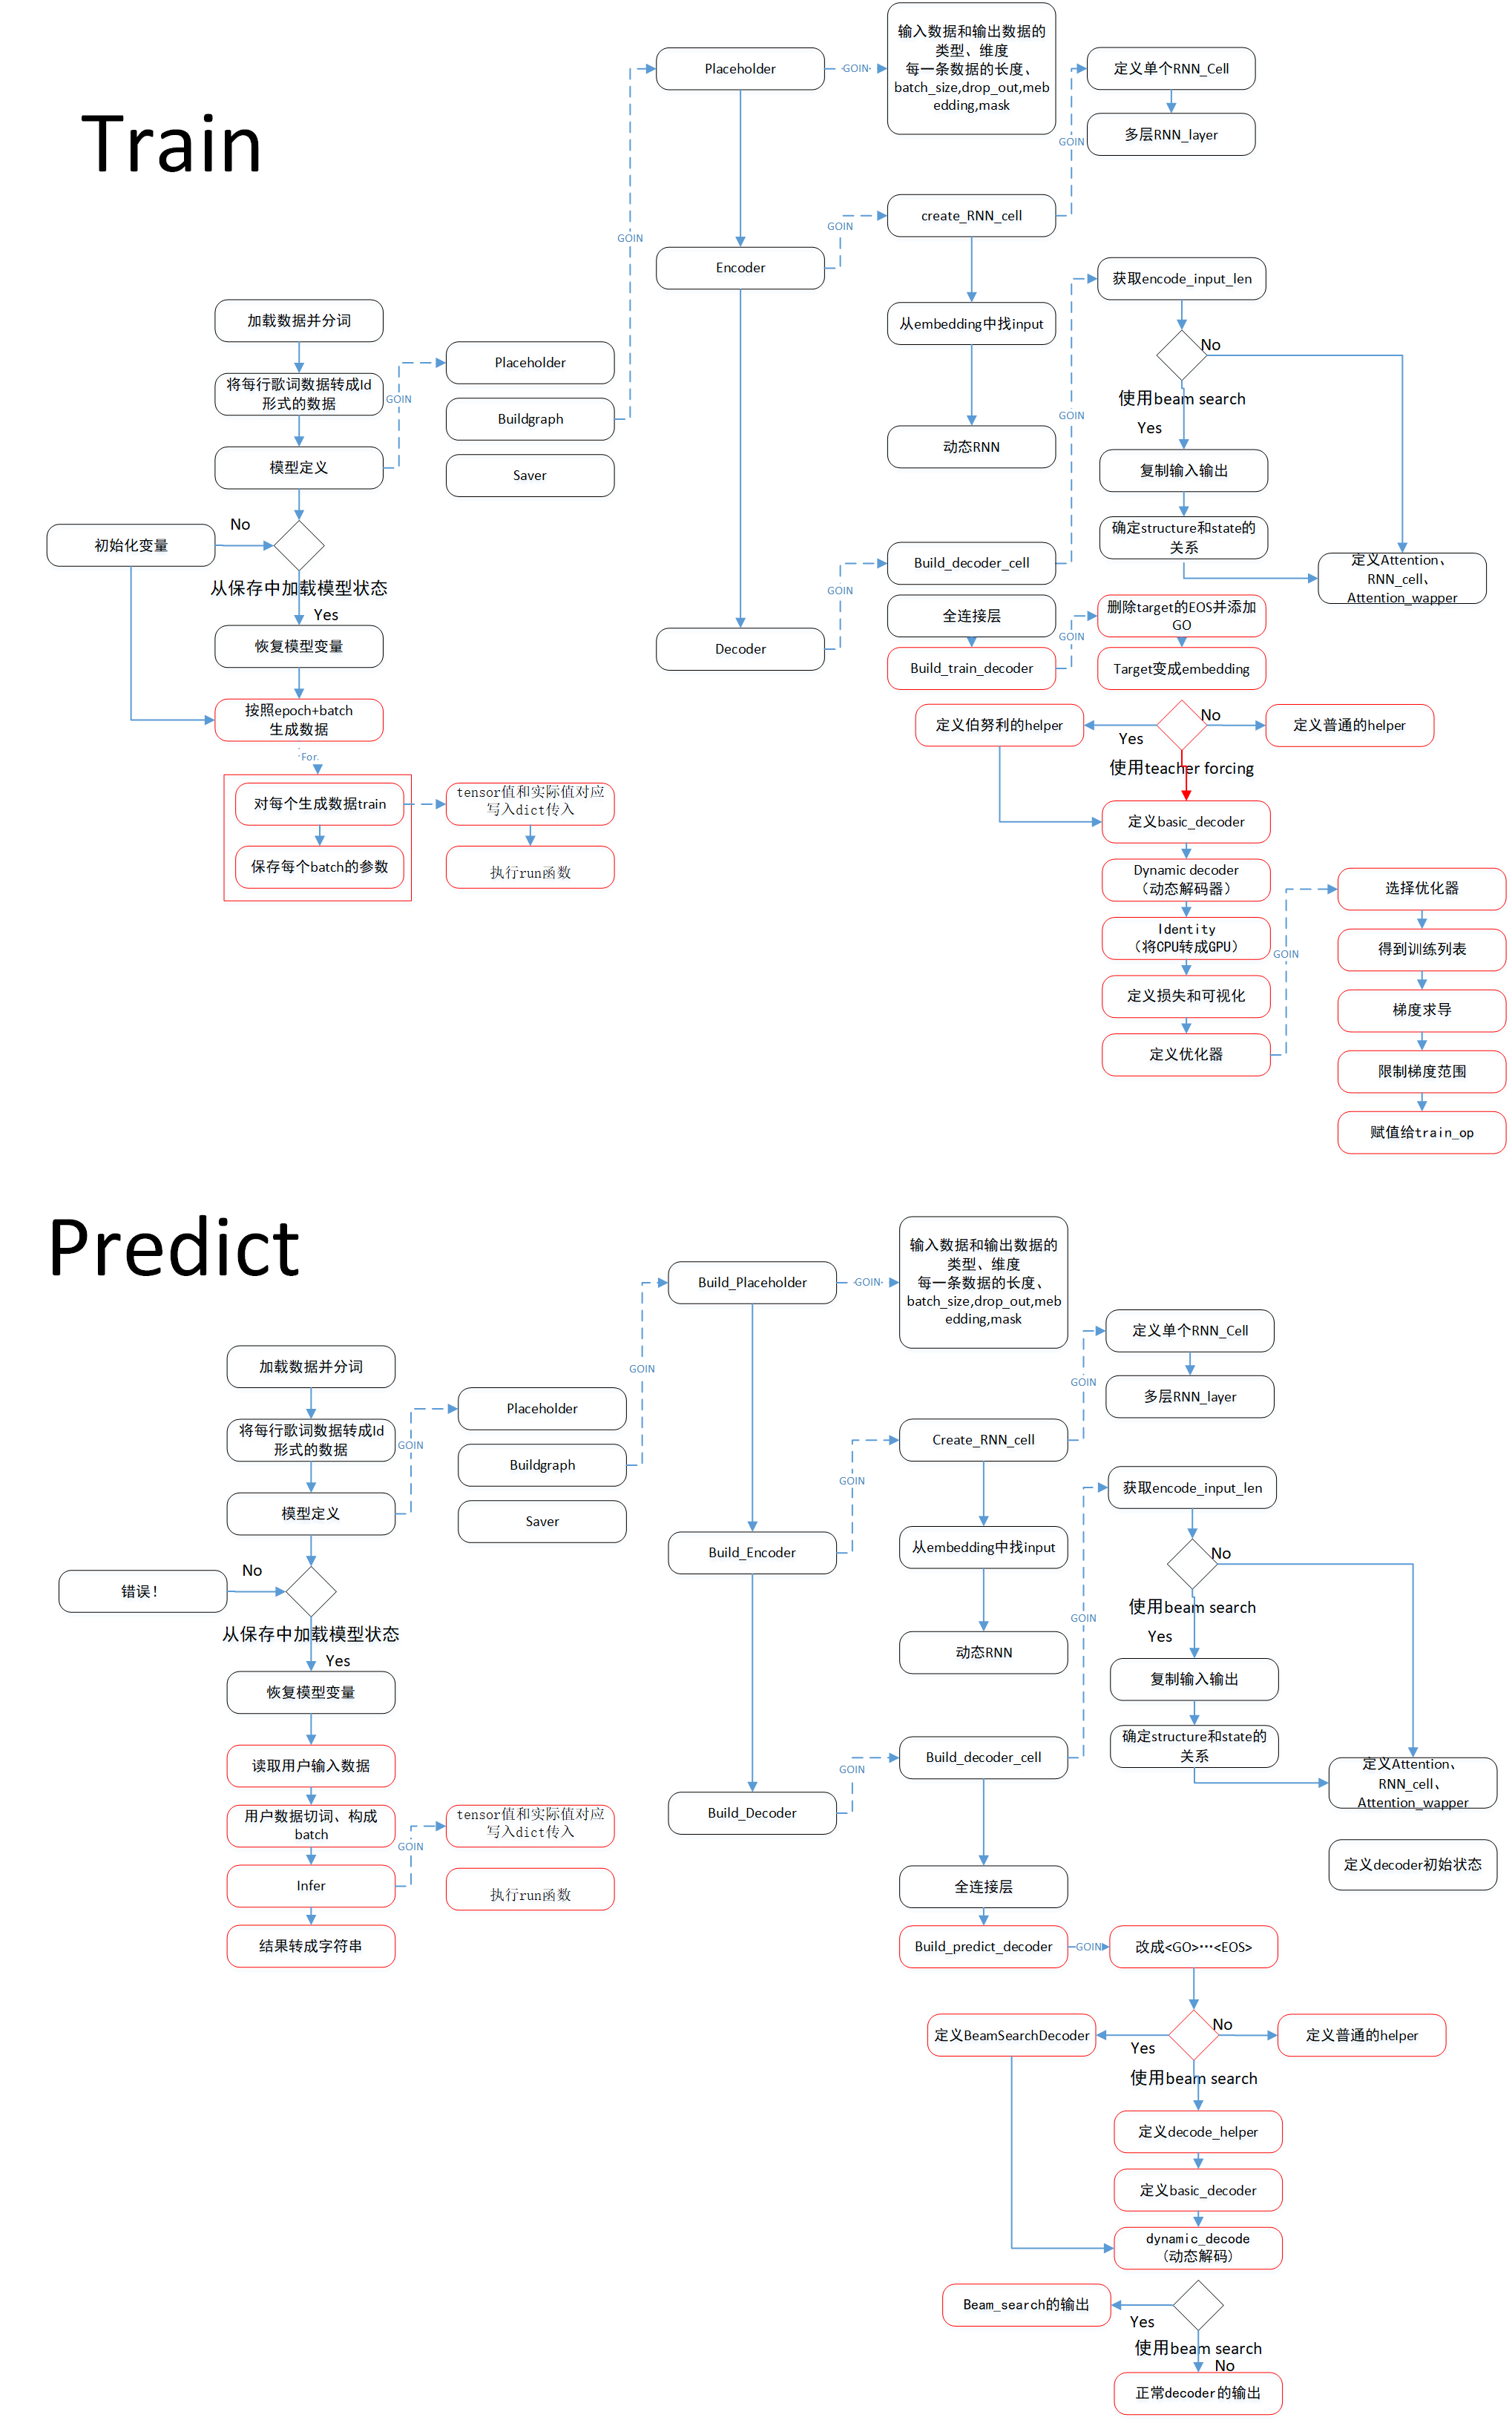 Train
加载数据并分词
将每行歌词数据转成Id
形式的数据
GOIN
模型定义
No
初始化变量
从保存中加载模型状态
Yes
恢复模型变量
按照epoch+batch
生成数据
For
对每个生成数据train
保存每个batch的参数
tensor值和实际值对应
写入dict传入
执行run函数
Placeholder
Buildgraph
Saver
GOIN
Placeholder
GOIN
输入数据和输出数据的
类型、维度
每一条数据的长度、
batch_size,drop_out,meb
edding,mask
Encoder
GOIN
create_RNN_cell
GOIN
定义单个RNN_Cell
多层RNN_layer
从embedding中找input
动态RNN
Decoder
GOIN
Build_decoder_cell
GOIN
获取encode_input_len
No
使用beam search
Yes
复制输入输出
确定structure和state的
关系
定义Attention、
RNN_cell、
Attention_wapper
全连接层
Build_train_decoder
GOIN
删除target的EOS并添加
GO
Target变成embedding
定义伯努利的helper
Yes
No
定义普通的helper
使用teacher forcing
定义basic_decoder
Dynamic decoder
（动态解码器）
Identity
（将CPU转成GPU）
定义损失和可视化
定义优化器
GOIN
选择优化器
得到训练列表
梯度求导
限制梯度范围
赋值给train_op
Predict
加载数据并分词
将每行歌词数据转成Id
形式的数据
GOIN
模型定义
No
错误！
从保存中加载模型状态
Yes
恢复模型变量
读取用户输入数据
用户数据切词、构成
batch
GOIN
Infer
结果转成字符串
tensor值和实际值对应
写入dict传入
执行run函数
Placeholder
Buildgraph
Saver
GOIN
Build_Placeholder
GOIN
输入数据和输出数据的
类型、维度
每一条数据的长度、
batch_size,drop_out,meb
edding,mask
Build_Encoder
GOIN
Create_RNN_cell
GOIN
定义单个RNN_Cell
多层RNN_layer
从embedding中找input
动态RNN
Build_Decoder
GOIN
Build_decoder_cell
GOIN
获取encode_input_len
No
使用beam search
Yes
复制输入输出
确定structure和state的
关系
定义Attention、
RNN_cell、
Attention_wapper
定义decoder初始状态
全连接层
Build_predict_decoder
GOIN
改成<GO>…<EOS>
定义BeamSearchDecoder
Yes
No
定义普通的helper
使用beam search
定义decode_helper
定义basic_decoder
dynamic_decode
(动态解码)
Beam_search的输出
Yes
使用beam search
No
正常decoder的输出